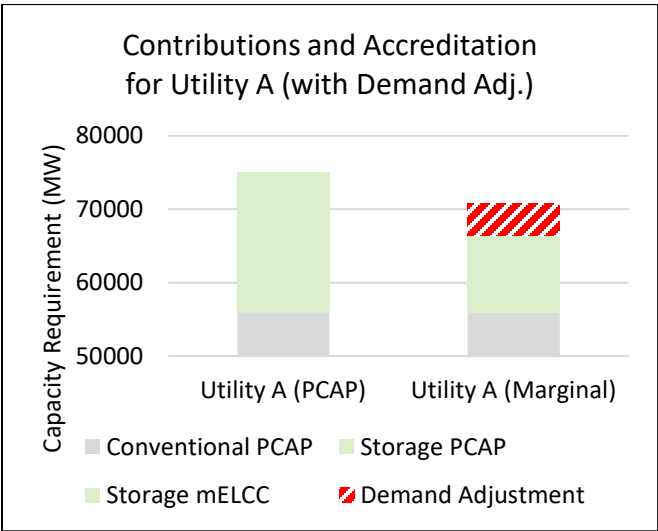 Contributions and Accreditation
for Utility A (with Demand Adj.)
Capacity Requirement (MW)
80000
70000
60000
50000
Utility A (PCAP) Utility A (Marginal)
Conventional PCAP Storage PCAP
Storage mELCC Demand Adjustment